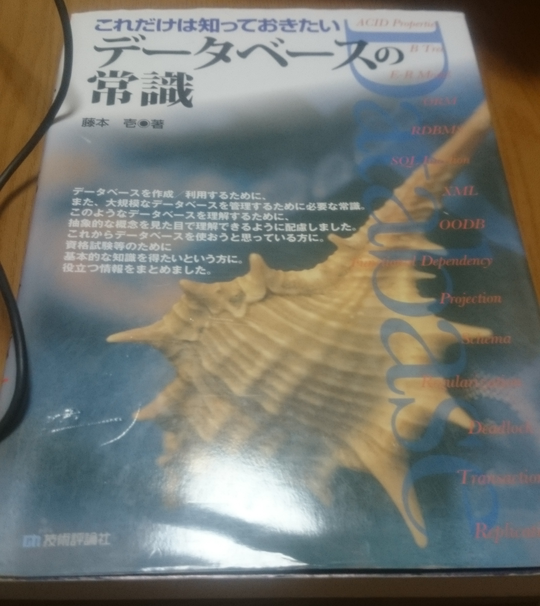 これだけは知っておきたい
データベースの
常識
藤本 壱●著
データベースを作成 利用するために、
また、大規模なデータベースを管理するために必要な常識。
このようなデータベースを理解するために、
抽象的な概念を見た目で理解できるように配慮しました。
これからデータベースを使おうと思っている方に。
資格試験等のために
基本的な知識を得たいという方に。
役立つ情報をまとめました。
ACID
RDBMS
SQL
XML
OODB
Dependency
Projection
Schema
Deadlock
Database
技術評論社